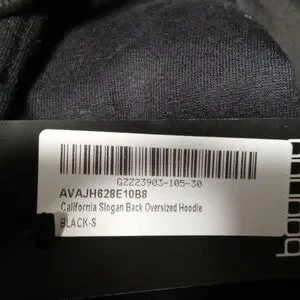 GZZ23903-105-30
AVAJH628E10B8
California Slogan Back Oversized Hoodie
BLACK-S